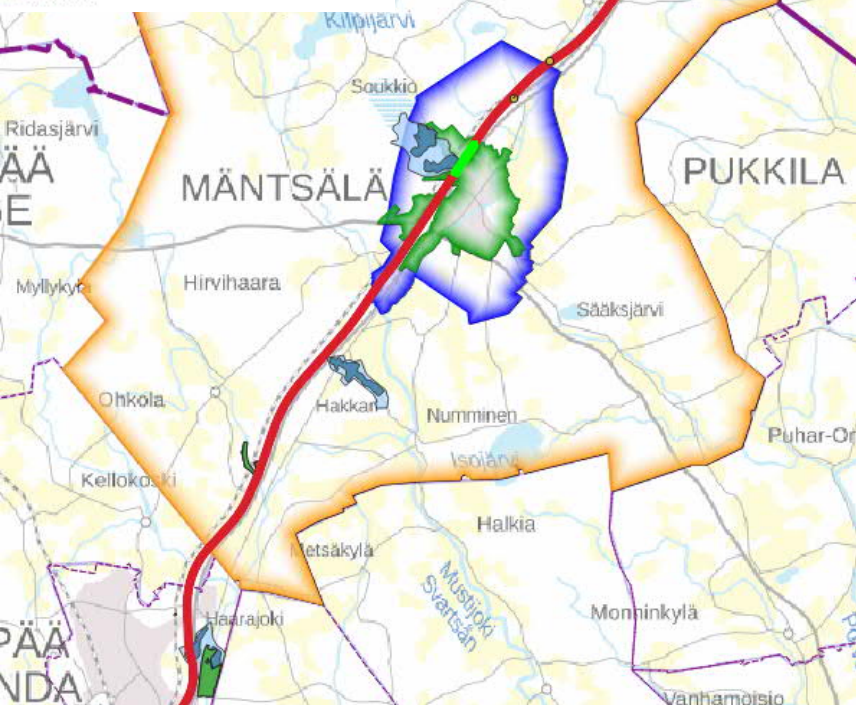 Kilpijärvi
Soukkio
Ridasjärvi
ÄÄ
MÄNTSÄLÄ
PUKKILA
E
Myllykylä
Hirvihaara
Sääksjärvi
Ohkola
Hakkari
Numminen
Puhar-On
Isojärvi
Kellokoski
Halkia
Metsäkylä
Mustijoki
Svartsån
Haarajoki
Monninkylä
PÄÄ
NDA
Vanhamoisio